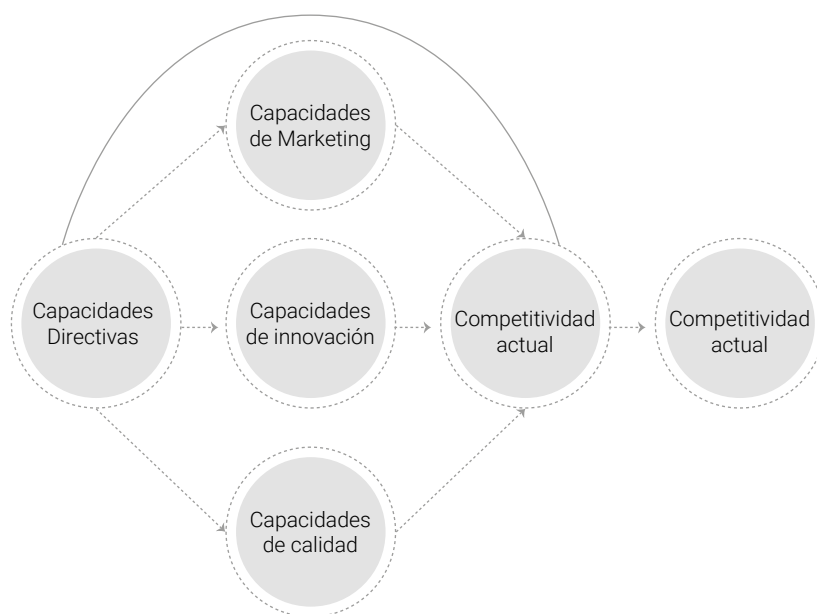 Capacidades
de Marketing
Capacidades
Directivas
Capacidades
de innovación
Competitividad
actual
Competitividad
actual
Capacidades
de calidad